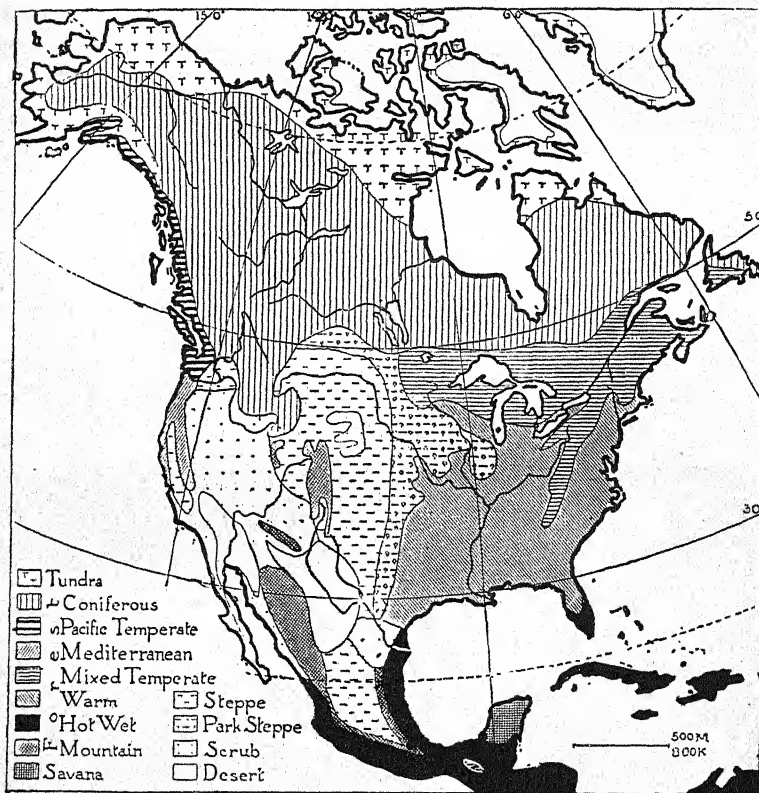 150°
60°
50
30
Tundra
Coniferous
Pacific Temperate
Mediterranean
Mixed Temperate
Warm
Hot Wet
Mountain
Savana
Forests
Steppe
Park Steppe
Scrub
Desert
500M
800K